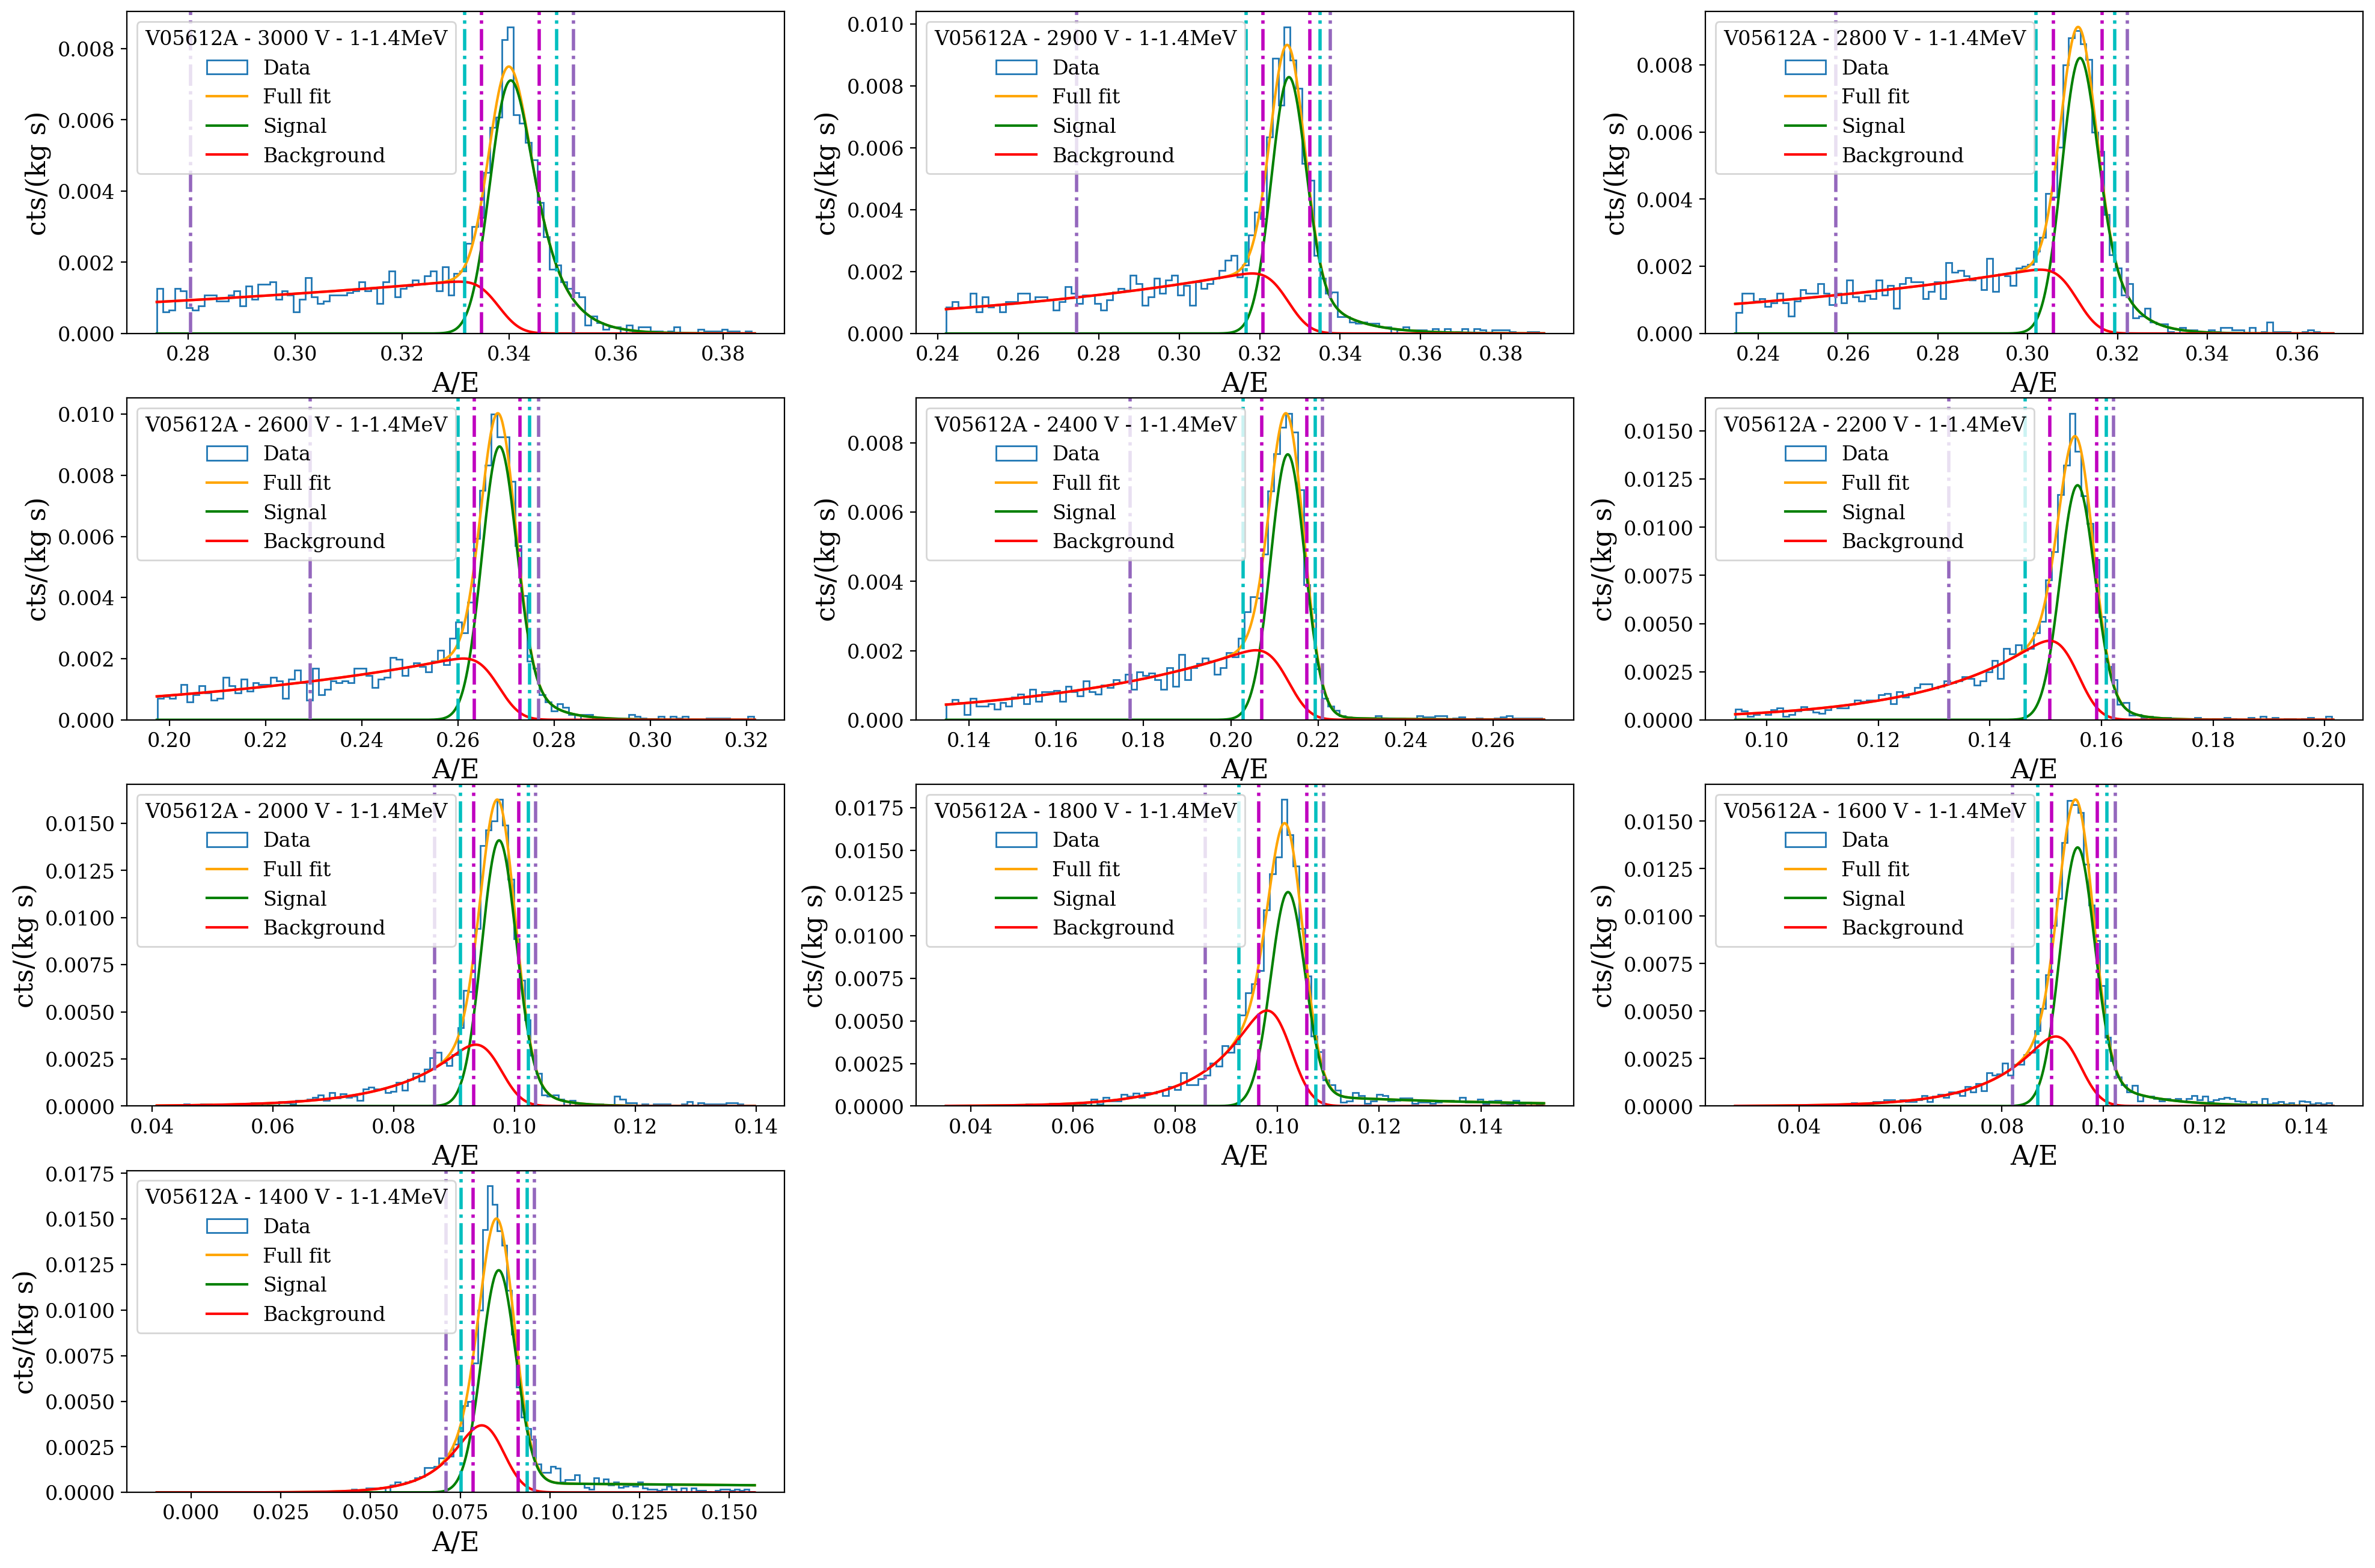 V05612A - 3000 V - 1-1.4MeV
Data
Full fit
Signal
Background
cts/(kg s)
0.008
0.006
0.004
0.002
0.000
0.28 0.30 0.32 0.34 0.36 0.38
A/E
V05612A - 2900 V - 1-1.4MeV
Data
Full fit
Signal
Background
cts/(kg s)
0.010
0.008
0.006
0.004
0.002
0.000
0.24 0.26 0.28 0.30 0.32 0.34 0.36 0.38
A/E
V05612A - 2800 V - 1-1.4MeV
Data
Full fit
Signal
Background
cts/(kg s)
0.008
0.006
0.004
0.002
0.000
0.24 0.26 0.28 0.30 0.32 0.34 0.36
A/E
V05612A - 2600 V - 1-1.4MeV
Data
Full fit
Signal
Background
cts/(kg s)
0.010
0.008
0.006
0.004
0.002
0.000
0.20 0.22 0.24 0.26 0.28 0.30 0.32
A/E
V05612A - 2400 V - 1-1.4MeV
Data
Full fit
Signal
Background
cts/(kg s)
0.008
0.006
0.004
0.002
0.000
0.14 0.16 0.18 0.20 0.22 0.24 0.26
A/E
V05612A - 2200 V - 1-1.4MeV
Data
Full fit
Signal
Background
cts/(kg s)
0.0150
0.0125
0.0100
0.0075
0.0050
0.0025
0.0000
0.10 0.12 0.14 0.16 0.18 0.20
A/E
V05612A - 2000 V - 1-1.4MeV
Data
Full fit
Signal
Background
cts/(kg s)
0.0150
0.0125
0.0100
0.0075
0.0050
0.0025
0.0000
0.04 0.06 0.08 0.10 0.12 0.14
A/E
V05612A - 1800 V - 1-1.4MeV
Data
Full fit
Signal
Background
cts/(kg s)
0.0175
0.0150
0.0125
0.0100
0.0075
0.0050
0.0025
0.0000
0.04 0.06 0.08 0.10 0.12 0.14
A/E
V05612A - 1600 V - 1-1.4MeV
Data
Full fit
Signal
Background
cts/(kg s)
0.0150
0.0125
0.0100
0.0075
0.0050
0.0025
0.0000
0.04 0.06 0.08 0.10 0.12 0.14
A/E
V05612A - 1400 V - 1-1.4MeV
Data
Full fit
Signal
Background
cts/(kg s)
0.0175
0.0150
0.0125
0.0100
0.0075
0.0050
0.0025
0.0000
0.000 0.025 0.050 0.075 0.100 0.125 0.150
A/E